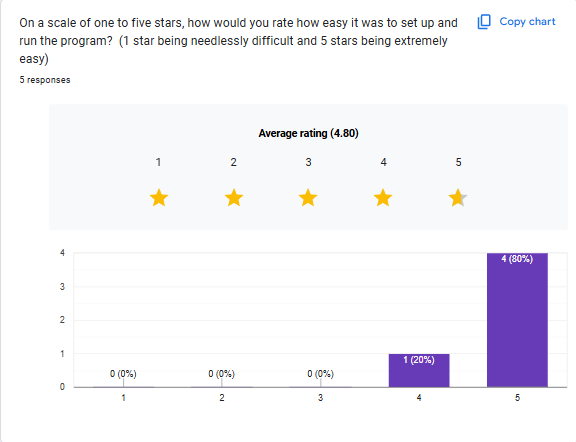 On a scale of one to five stars, how would you rate how easy it was to set up and
run the program?  (1 star being needlessly difficult and 5 stars being extremely
easy)
Copy chart
5 responses
Average rating (4.80)
1 2 3 4 5
4
3
2
1
0
0 (0%) 0 (0%) 0 (0%) 1 (20%) 4 (80%)
1 2 3 4 5